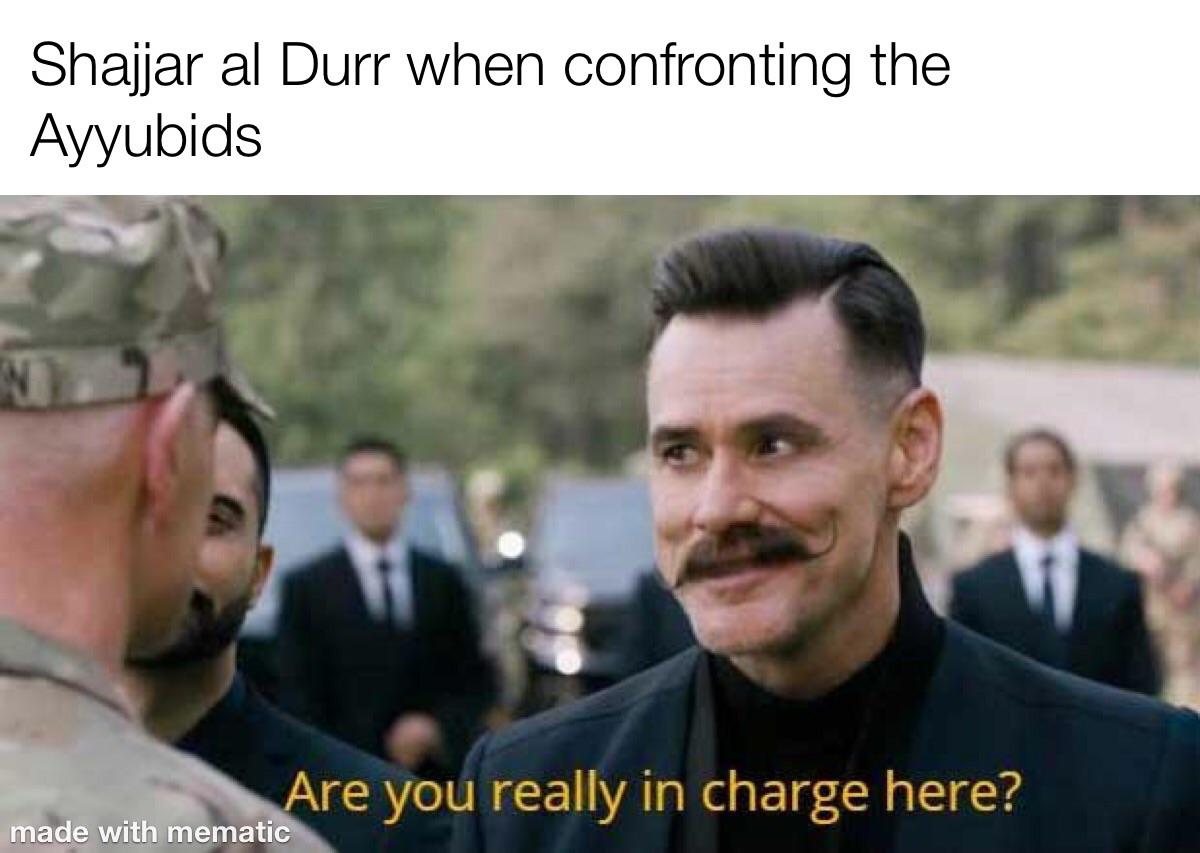 Shajjar al Durr when confronting the
Ayyubids
N
Are you really in charge here?
made with mematic